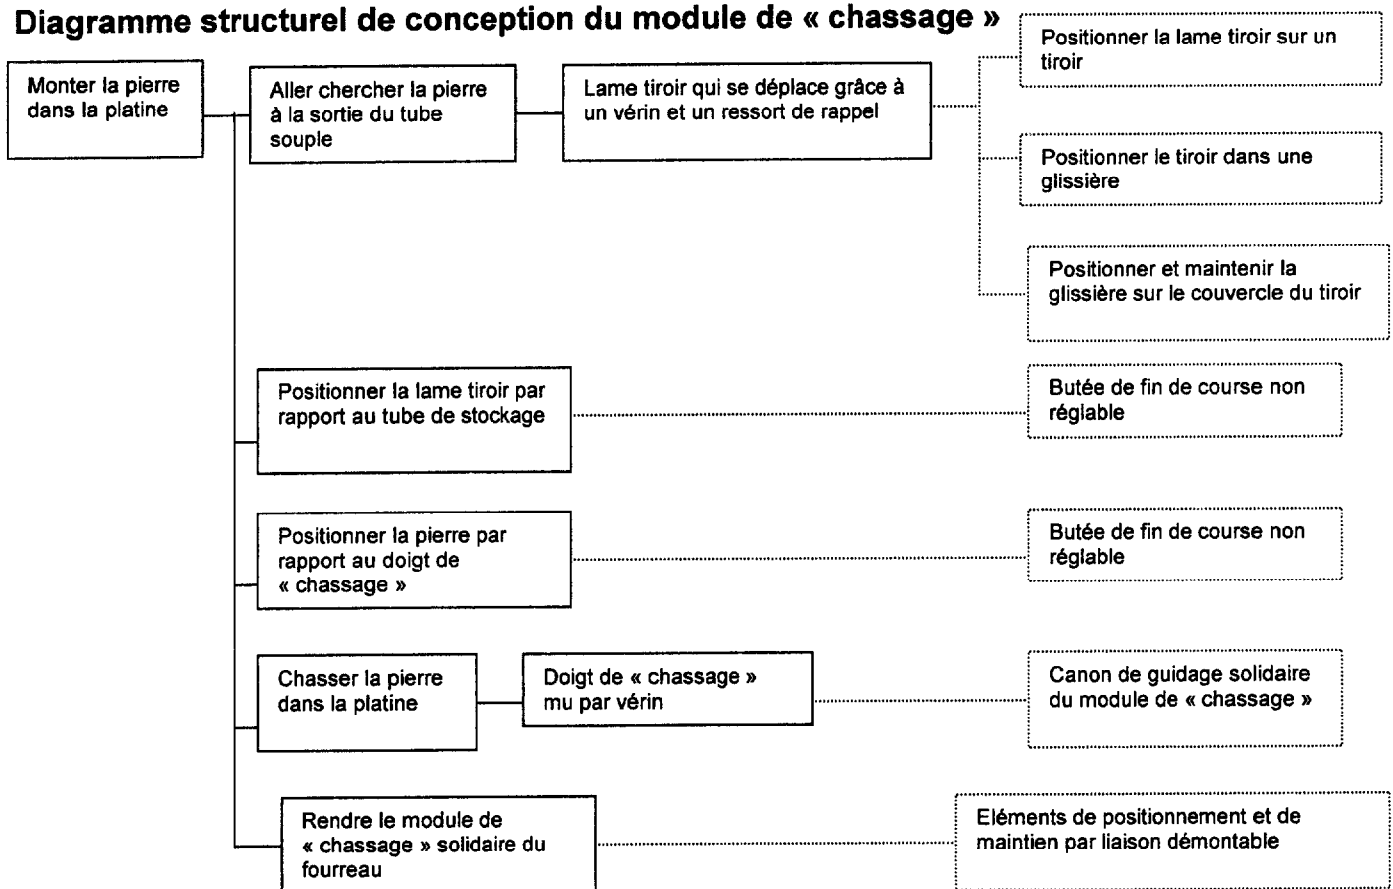 Diagramme structurel de conception du module de « chassage »
Monter la pierre
dans la platine
Aller chercher la pierre
à la sortie du tube
souple
Lame tiroir qui se déplace grâce à
un vérin et un ressort de rappel
Positionner la lame tiroir sur un
tiroir
Positionner le tiroir dans une
glissière
Positionner et maintenir la
glissière sur le couvercle du tiroir
Positionner la lame tiroir par
rapport au tube de stockage
Butée de fin de course non
réglable
Positionner la pierre par
rapport au doigt de
« chassage »
Butée de fin de course non
réglable
Chasser la pierre
dans la platine
Doigt de « chassage »
mu par vérin
Canon de guidage solidaire
du module de « chassage »
Rendre le module de
« chassage » solidaire du
fourreau
Eléments de positionnement et de
maintien par liaison démontable